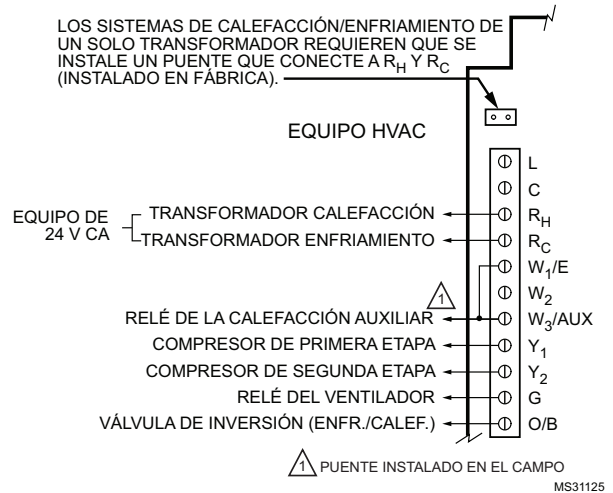 LOS SISTEMAS DE CALEFACCIÓN/ENFRIAMIENTO DE
UN SOLO TRANSFORMADOR REQUIEREN QUE SE
INSTALE UN PUENTE QUE CONECTE A RH Y RC
(INSTALADO EN FÁBRICA).
EQUIPO HVAC
L
C
EQUIPO DE
24 V CA
TRANSFORMADOR CALEFACCIÓN RH
TRANSFORMADOR ENFRIAMIENTO RC
W1/E
W2
1
RELÉ DE LA CALEFACCIÓN AUXILIAR W3/AUX
COMPRESOR DE PRIMERA ETAPA Y1
COMPRESOR DE SEGUNDA ETAPA Y2
RELÉ DEL VENTILADOR G
VÁLVULA DE INVERSIÓN (ENFR./CALEF.) O/B
1 PUENTE INSTALADO EN EL CAMPO
MS31125